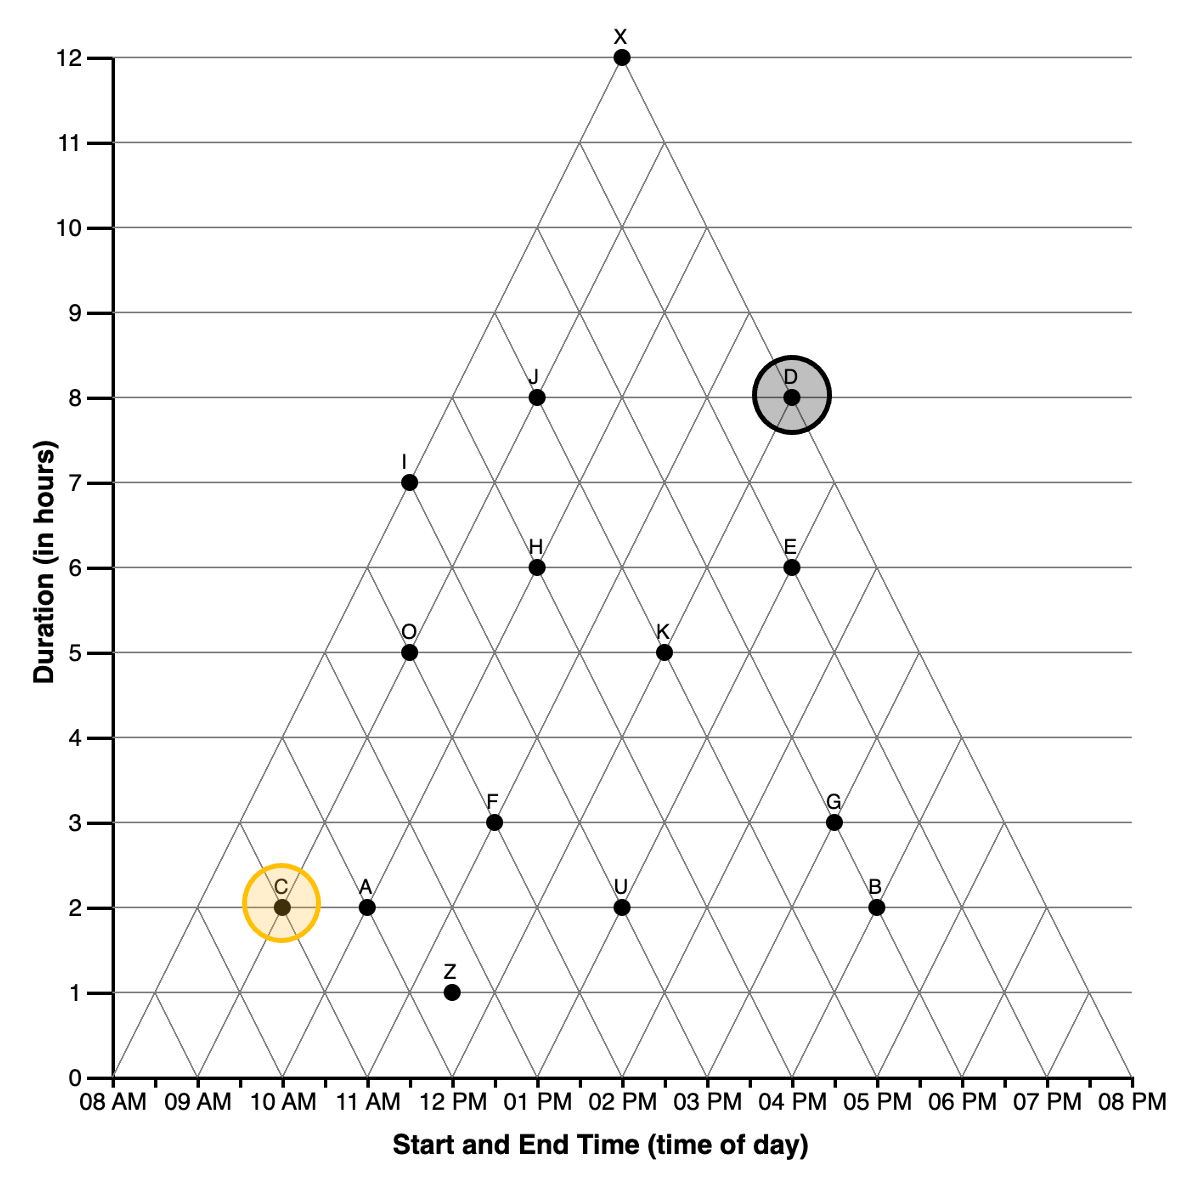 X
12
11
10
9
J
D
8
I
7
H
E
6
O
K
5
4
F
G
3
C
A
U
B
2
Z
1
0
08 AM 09 AM 10 AM 11 AM 12 PM 01 PM 02 PM 03 PM 04 PM 05 PM 06 PM 07 PM 08 PM
Start and End Time (time of day)
Duration (in hours)